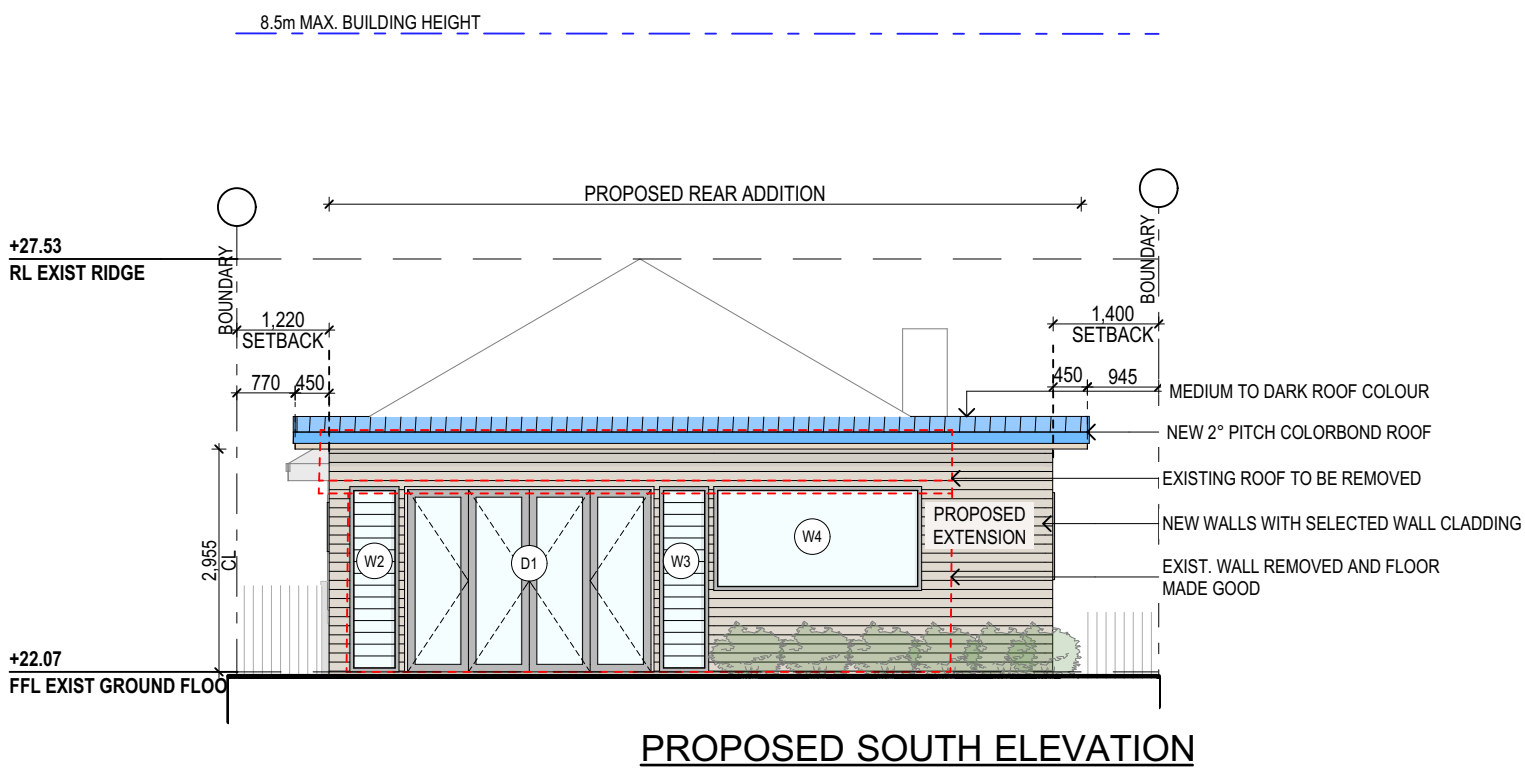 8.5m MAX. BUILDING HEIGHT
PROPOSED REAR ADDITION
+27.53
RL EXIST RIDGE
BOUNDARY
BOUNDARY
1,220
SETBACK
1,400
SETBACK
770
450
450
945
MEDIUM TO DARK ROOF COLOUR
NEW 2° PITCH COLORBOND ROOF
EXISTING ROOF TO BE REMOVED
NEW WALLS WITH SELECTED WALL CLADDING
EXIST. WALL REMOVED AND FLOOR
MADE GOOD
PROPOSED
EXTENSION
W2
D1
W3
W4
2,955
CL
+22.07
FFL EXIST GROUND FLOO
PROPOSED SOUTH ELEVATION